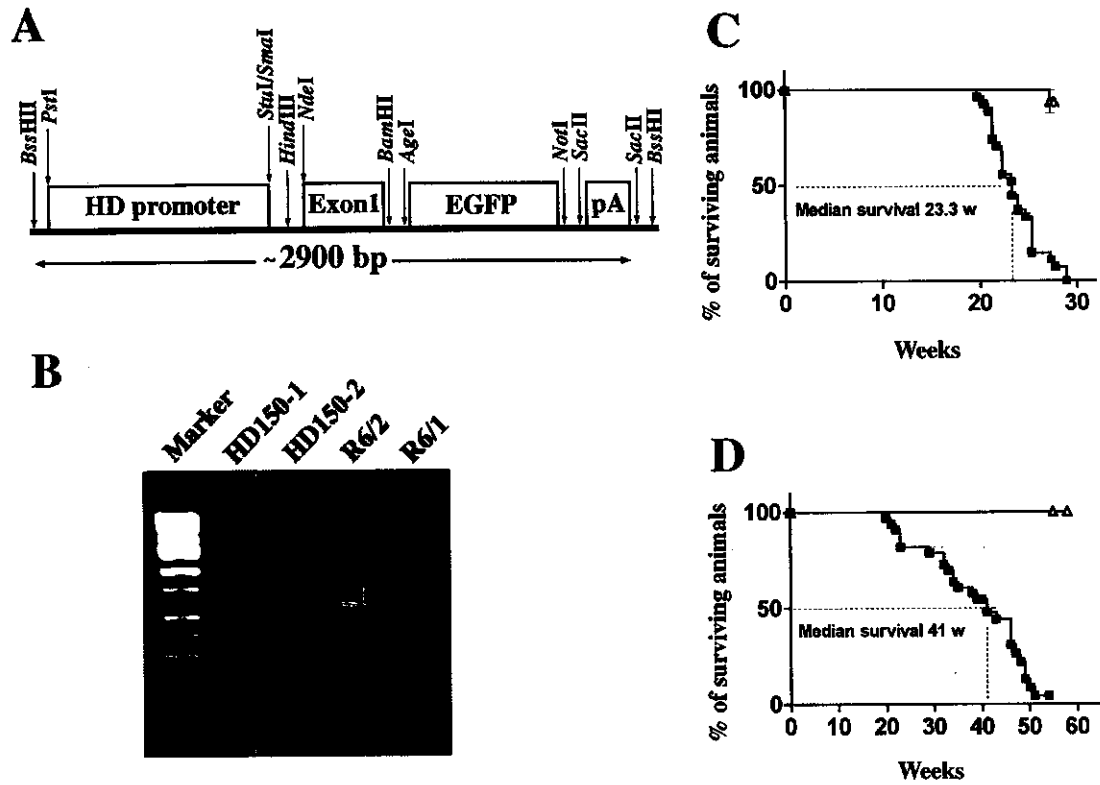 A
BssHII
PstI
StuI/SmaI
HindIII
NdeI
BamHI
AgeI
NotI
SacII
SacII
BssHI
HD promoter
Exon1
EGFP
pA
~2900 bp
B
Marker
HD150-1
HD150-2
R6/2
R6/1
C
% of surviving animals
100
50
0
Median survival 23.3 w
0 10 20 30
Weeks
D
% of surviving animals
100
50
0
Median survival 41 w
0 10 20 30 40 50 60
Weeks